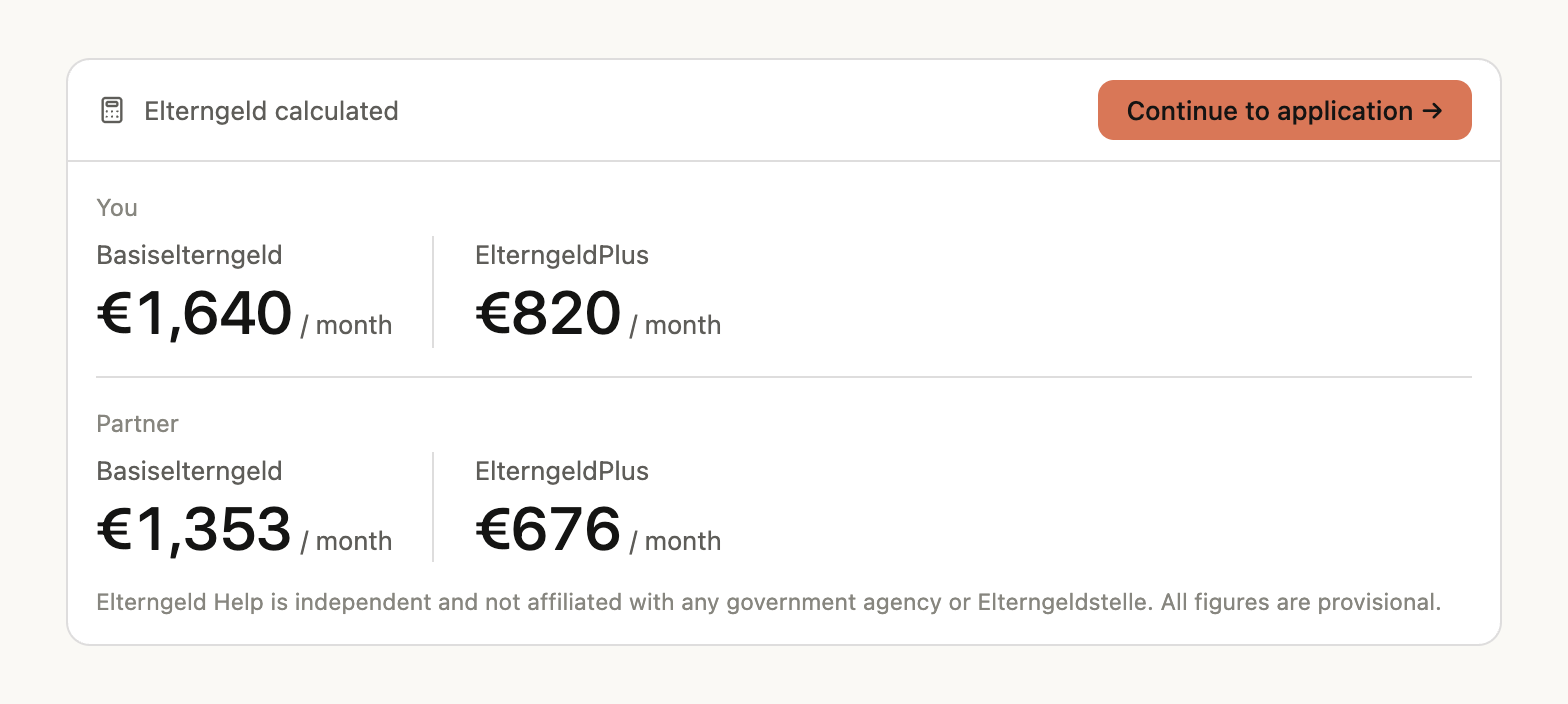 Elterngeld calculated
Continue to application →
You
Basiselterngeld
€1,640 / month
ElterngeldPlus
€820 / month
Partner
Basiselterngeld
€1,353 / month
ElterngeldPlus
€676 / month
Elterngeld Help is independent and not affiliated with any government agency or Elterngeldstelle. All figures are provisional.